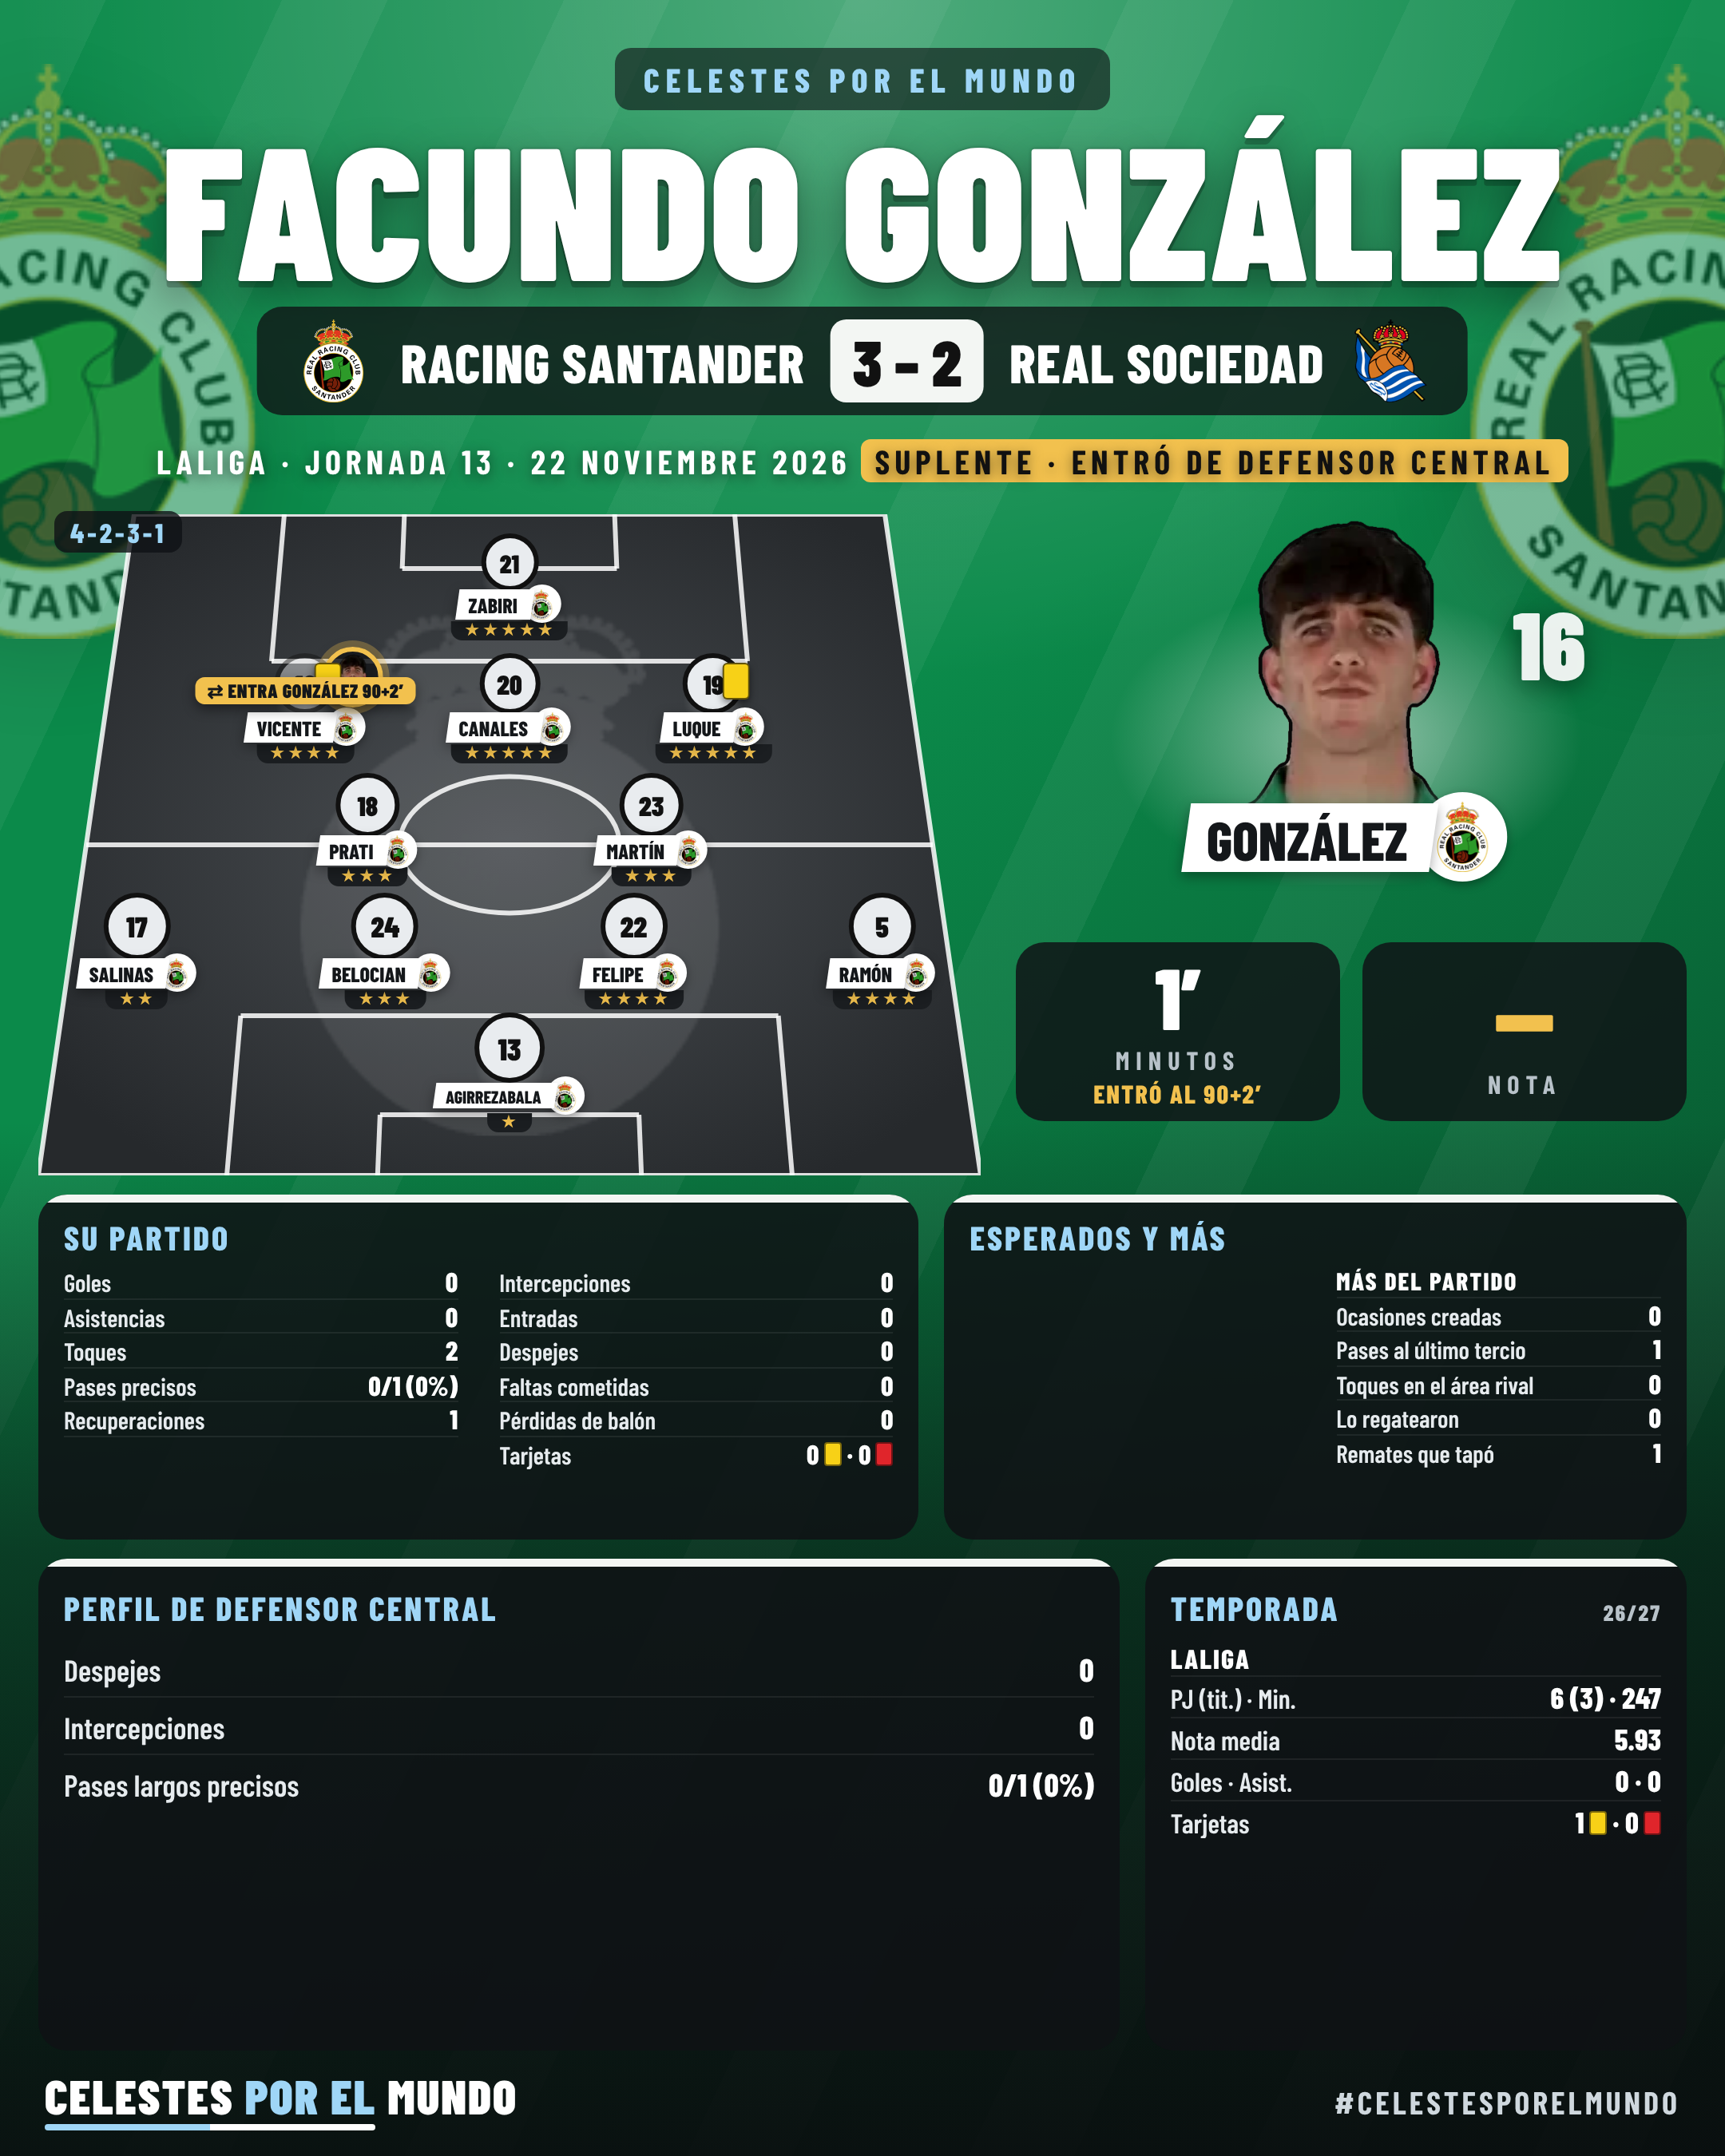 CELESTES POR EL MUNDO
FACUNDO GONZÁLEZ
RACING SANTANDER 3 - 2 REAL SOCIEDAD
LALIGA · JORNADA 13 · 22 NOVIEMBRE 2026 SUPLENTE · ENTRÓ DE DEFENSOR CENTRAL
4-2-3-1
21
ZABIRI
⇄ ENTRA GONZÁLEZ 90+2'
VICENTE
20
CANALES
19
LUQUE
18
PRATI
23
MARTÍN
17
SALINAS
24
BELOCIAN
22
FELIPE
5
RAMÓN
13
AGIRREZABALA
16
GONZÁLEZ
1'
MINUTOS
ENTRÓ AL 90+2'
–
NOTA
SU PARTIDO
Goles 0
Asistencias 0
Toques 2
Pases precisos 0/1 (0%)
Recuperaciones 1
Intercepciones 0
Entradas 0
Despejes 0
Faltas cometidas 0
Pérdidas de balón 0
Tarjetas 0 · 0
ESPERADOS Y MÁS
MÁS DEL PARTIDO
Ocasiones creadas 0
Pases al último tercio 1
Toques en el área rival 0
Lo regatearon 0
Remates que tapó 1
PERFIL DE DEFENSOR CENTRAL
Despejes 0
Intercepciones 0
Pases largos precisos 0/1 (0%)
TEMPORADA 26/27
LALIGA
PJ (tit.) · Min. 6 (3) · 247
Nota media 5.93
Goles · Asist. 0 · 0
Tarjetas 1 · 0
CELESTES POR EL MUNDO
#CELESTESPORELMUNDO
REAL RACING CLUB
SANTANDER